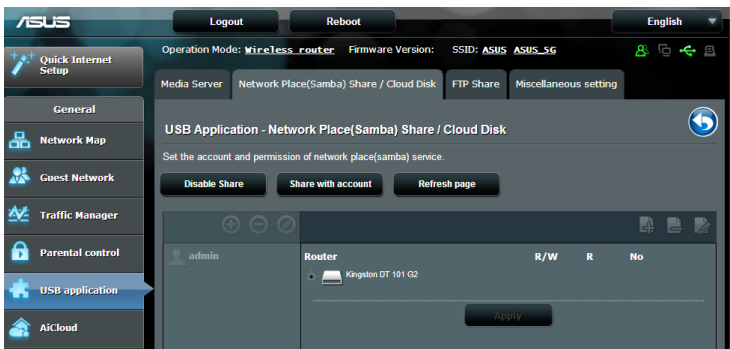 ASUS
Logout
Reboot
English
Quick Internet
Setup
Operation Mode: Wireless router Firmware Version: SSID: ASUS ASUS_5G
Media Server
Network Place(Samba) Share / Cloud Disk
FTP Share
Miscellaneous setting
General
Network Map
Guest Network
Traffic Manager
Parental control
USB application
AiCloud
USB Application - Network Place(Samba) Share / Cloud Disk
Set the account and permission of network place(samba) service.
Disable Share
Share with account
Refresh page
admin
Router R/W R No
Kingston DT 101 G2
Apply